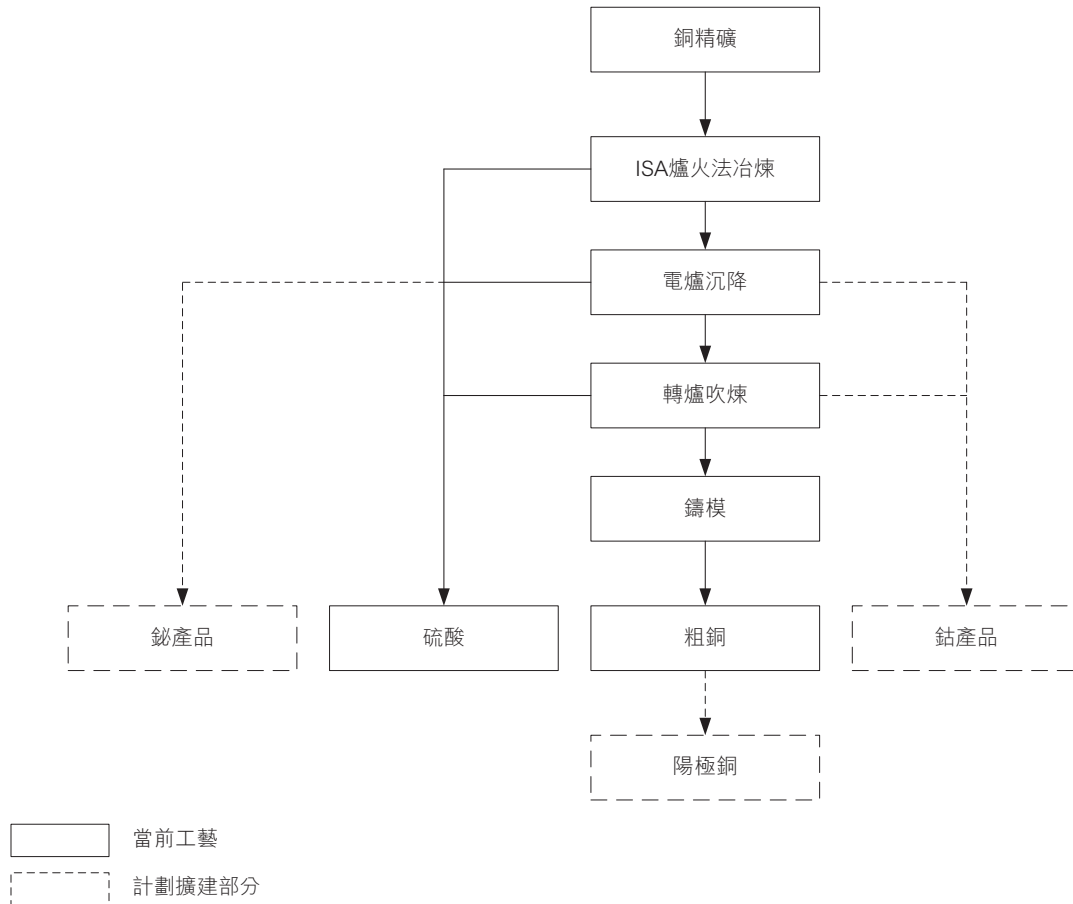 銅精礦
ISA爐火法冶煉
電爐沉降
轉爐吹煉
鑄模
鉍產品
硫酸
粗銅
鈷產品
陽極銅
當前工藝
計劃擴建部分